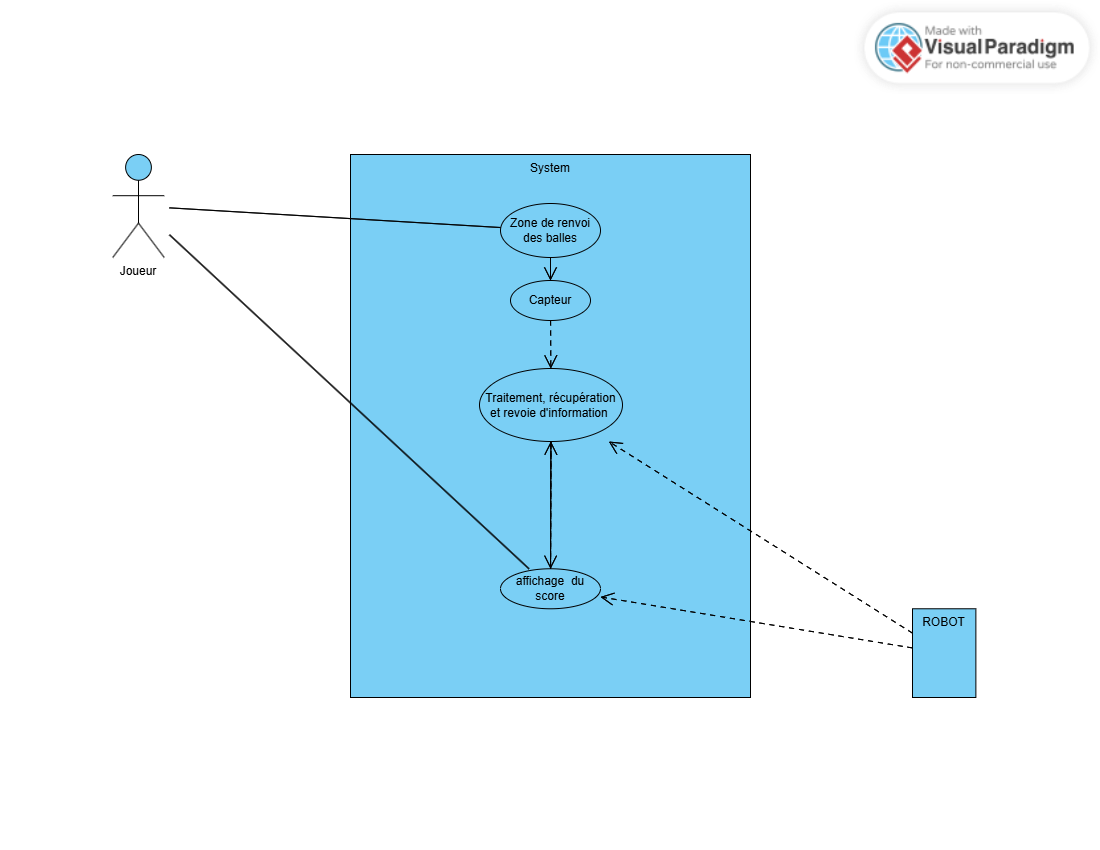 Made with
Visual Paradigm
For non-commercial use
System
Zone de renvoi
des balles
Joueur
Capteur
Traitement, récupération
et revoie d'information
affichage du
score
ROBOT